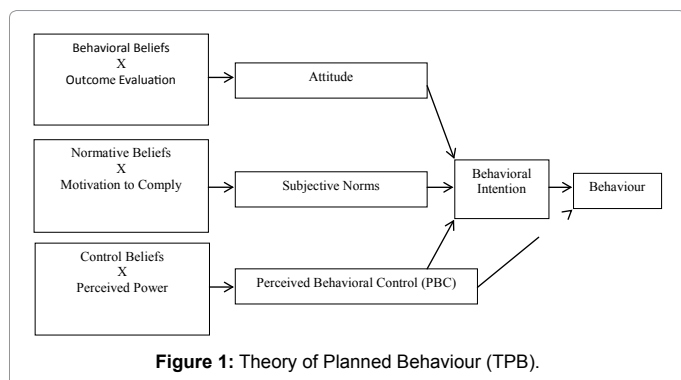 Behavioral Beliefs
X
Outcome Evaluation
Attitude
Normative Beliefs
X
Motivation to Comply
Subjective Norms
Behavioral
Intention
Behaviour
Control Beliefs
X
Perceived Power
Perceived Behavioral Control (PBC)
Figure 1: Theory of Planned Behaviour (TPB).